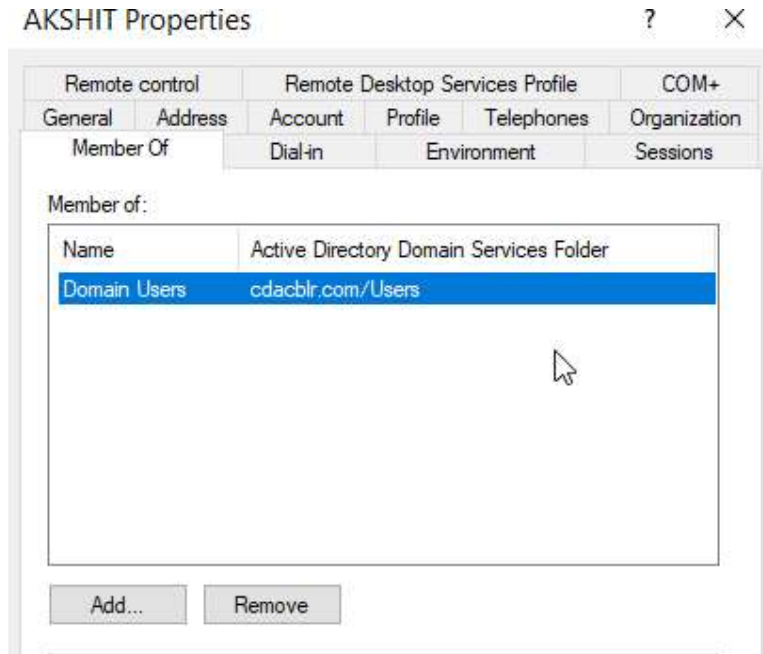 AKSHIT Properties ? ×
Remote control Remote Desktop Services Profile COM+
General Address Account Profile Telephones Organization
Member Of Dial-in Environment Sessions
Member of:
Name Active Directory Domain Services Folder
Domain Users cdacblr.com/Users
Add... Remove